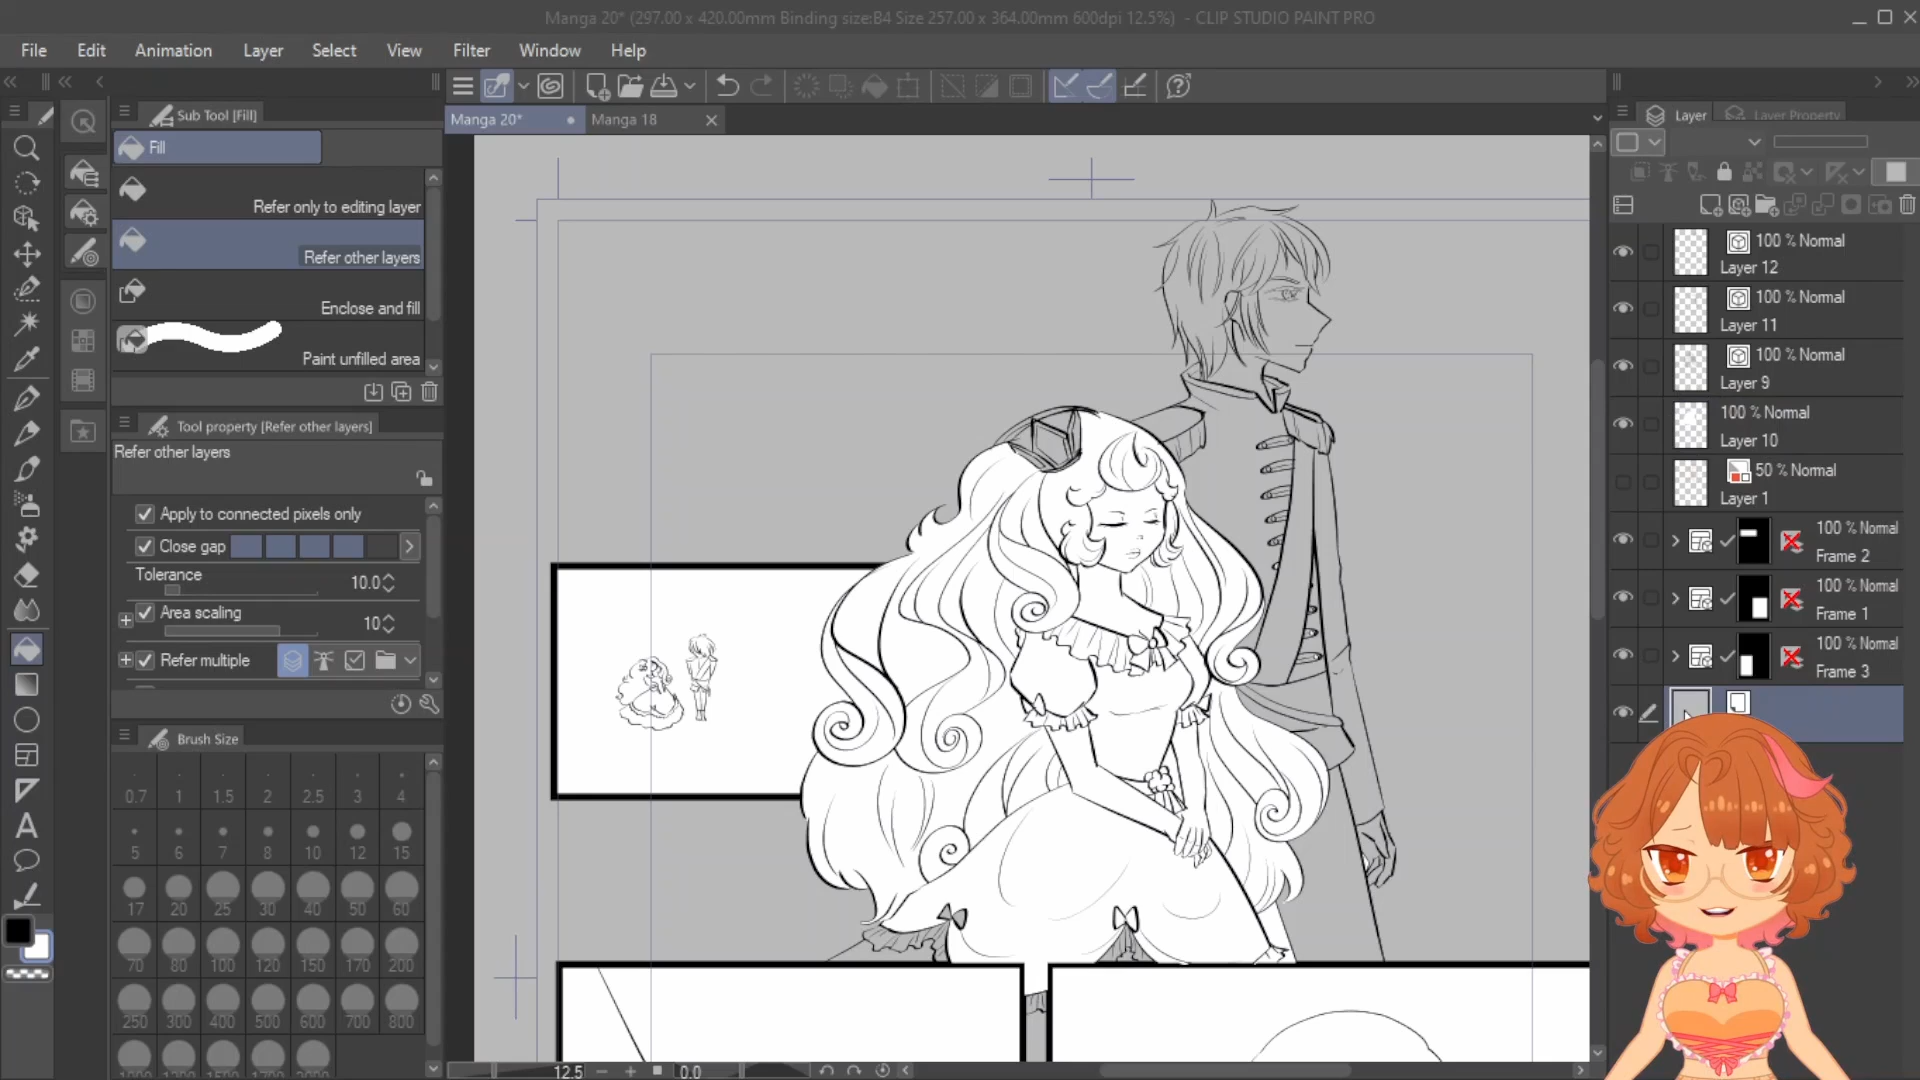 Manga 20* (297.00 x 420.00mm Binding size:B4 Size 257.00 x 364.00mm 600dpi 12.5%) - CLIP STUDIO PAINT PRO
File Edit Animation Layer Select View Filter Window Help
Manga 20* Manga 18
Sub Tool [Fill]
Fill
Refer only to editing layer
Refer other layers
Enclose and fill
Paint unfilled area
Tool property [Refer other layers]
Refer other layers
Apply to connected pixels only
Close gap
Tolerance 10.0
Area scaling 10
Refer multiple
Brush Size
0.7 1 1.5 2 2.5 3 4
5 6 7 8 10 12 15
17 20 25 30 40 50 60
70 80 100 120 150 170 200
250 300 400 500 600 700 800
12.5 0.0
Layer Layer Property
100 % Normal
Layer 12
100 % Normal
Layer 11
100 % Normal
Layer 9
100 % Normal
Layer 10
50 % Normal
Layer 1
100 % Normal
Frame 2
100 % Normal
Frame 1
100 % Normal
Frame 3